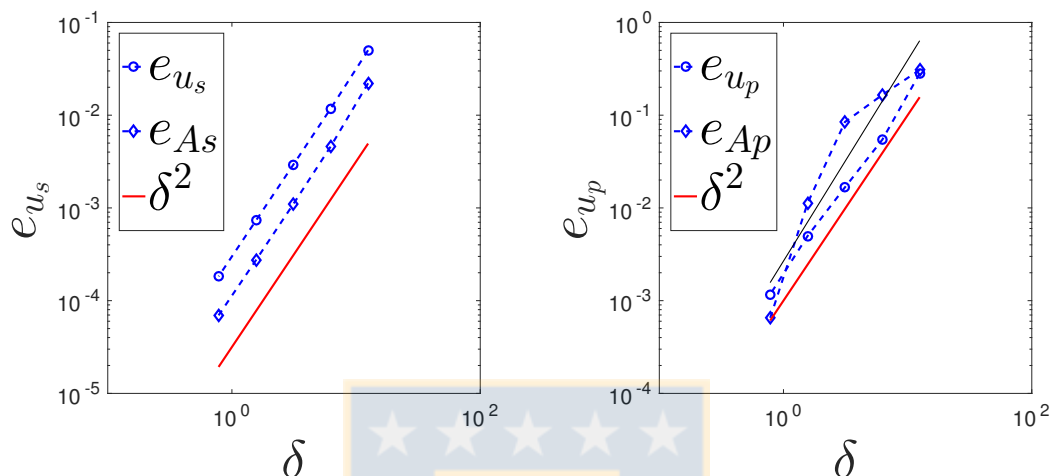 10^-1
10^-2
10^-3
10^-4
10^-5
e_{u_s}
e_{u_s}
e_{As}
δ^2
10^0
10^2
δ
10^0
10^-1
10^-2
10^-3
10^-4
e_{u_p}
e_{u_p}
e_{Ap}
δ^2
10^0
10^2
δ